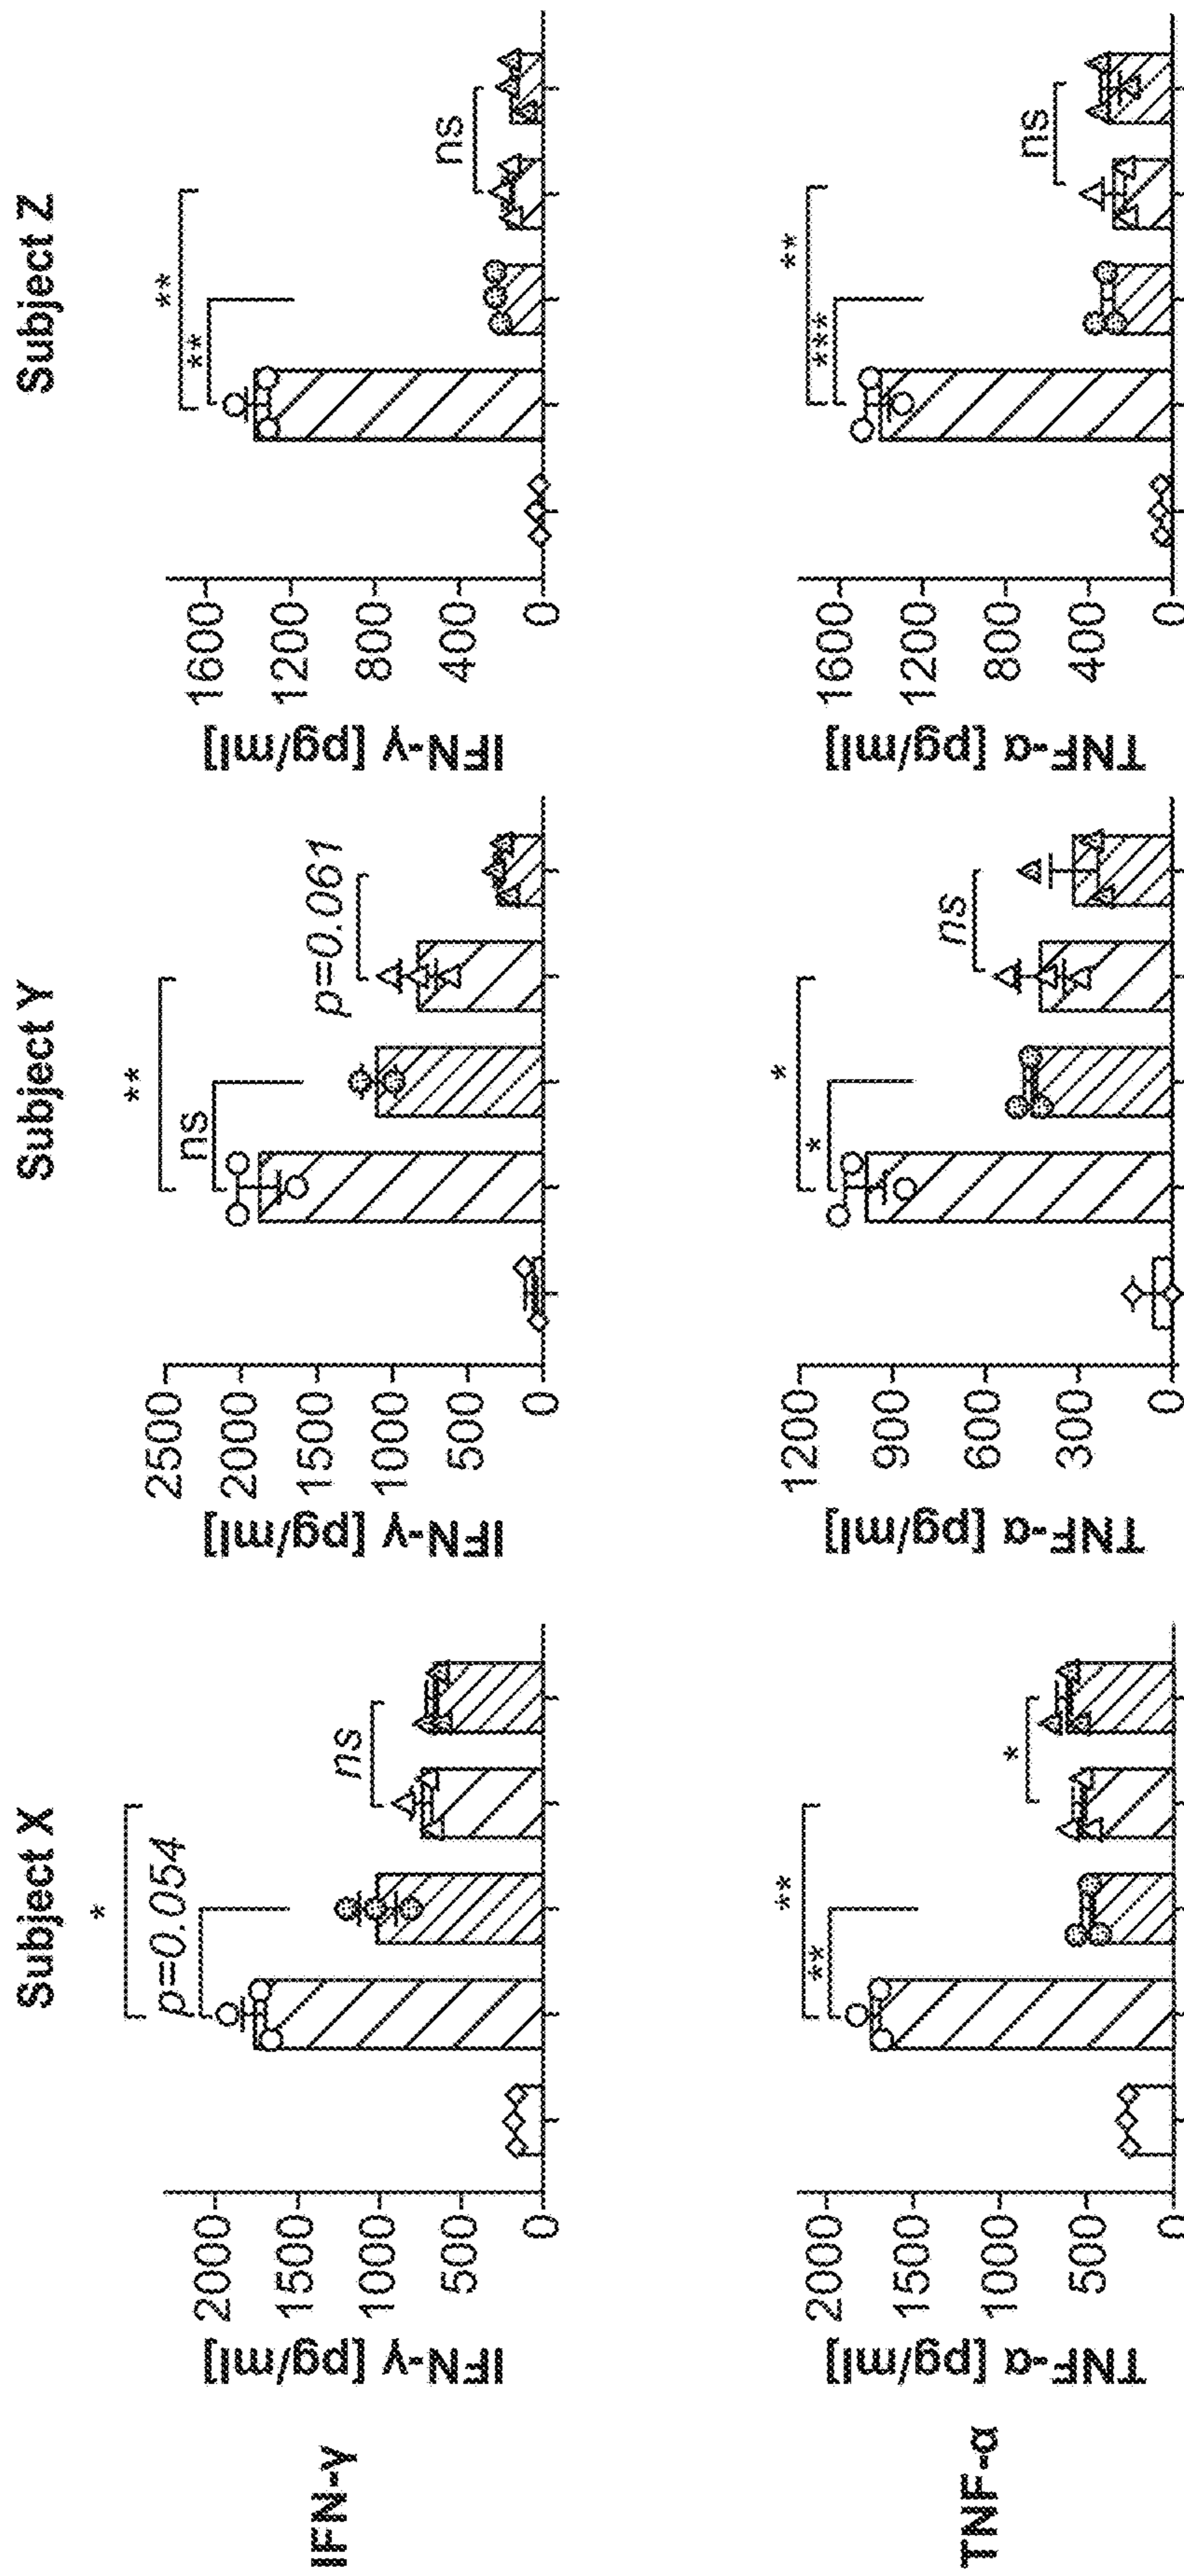 Subject X
Subject Y
Subject Z
IFN-γ
IFN-γ [pg/ml]
2000
1500
1000
500
0
*
p=0.054
ns
IFN-γ [pg/ml]
2500
2000
1500
1000
500
0
**
ns
p=0.061
IFN-γ [pg/ml]
1600
1200
800
400
0
**
**
ns
TNF-α
TNF-α [pg/ml]
2000
1500
1000
500
0
**
**
*
TNF-α [pg/ml]
1200
900
600
300
0
*
*
ns
TNF-α [pg/ml]
1600
1200
800
400
0
**
***
ns